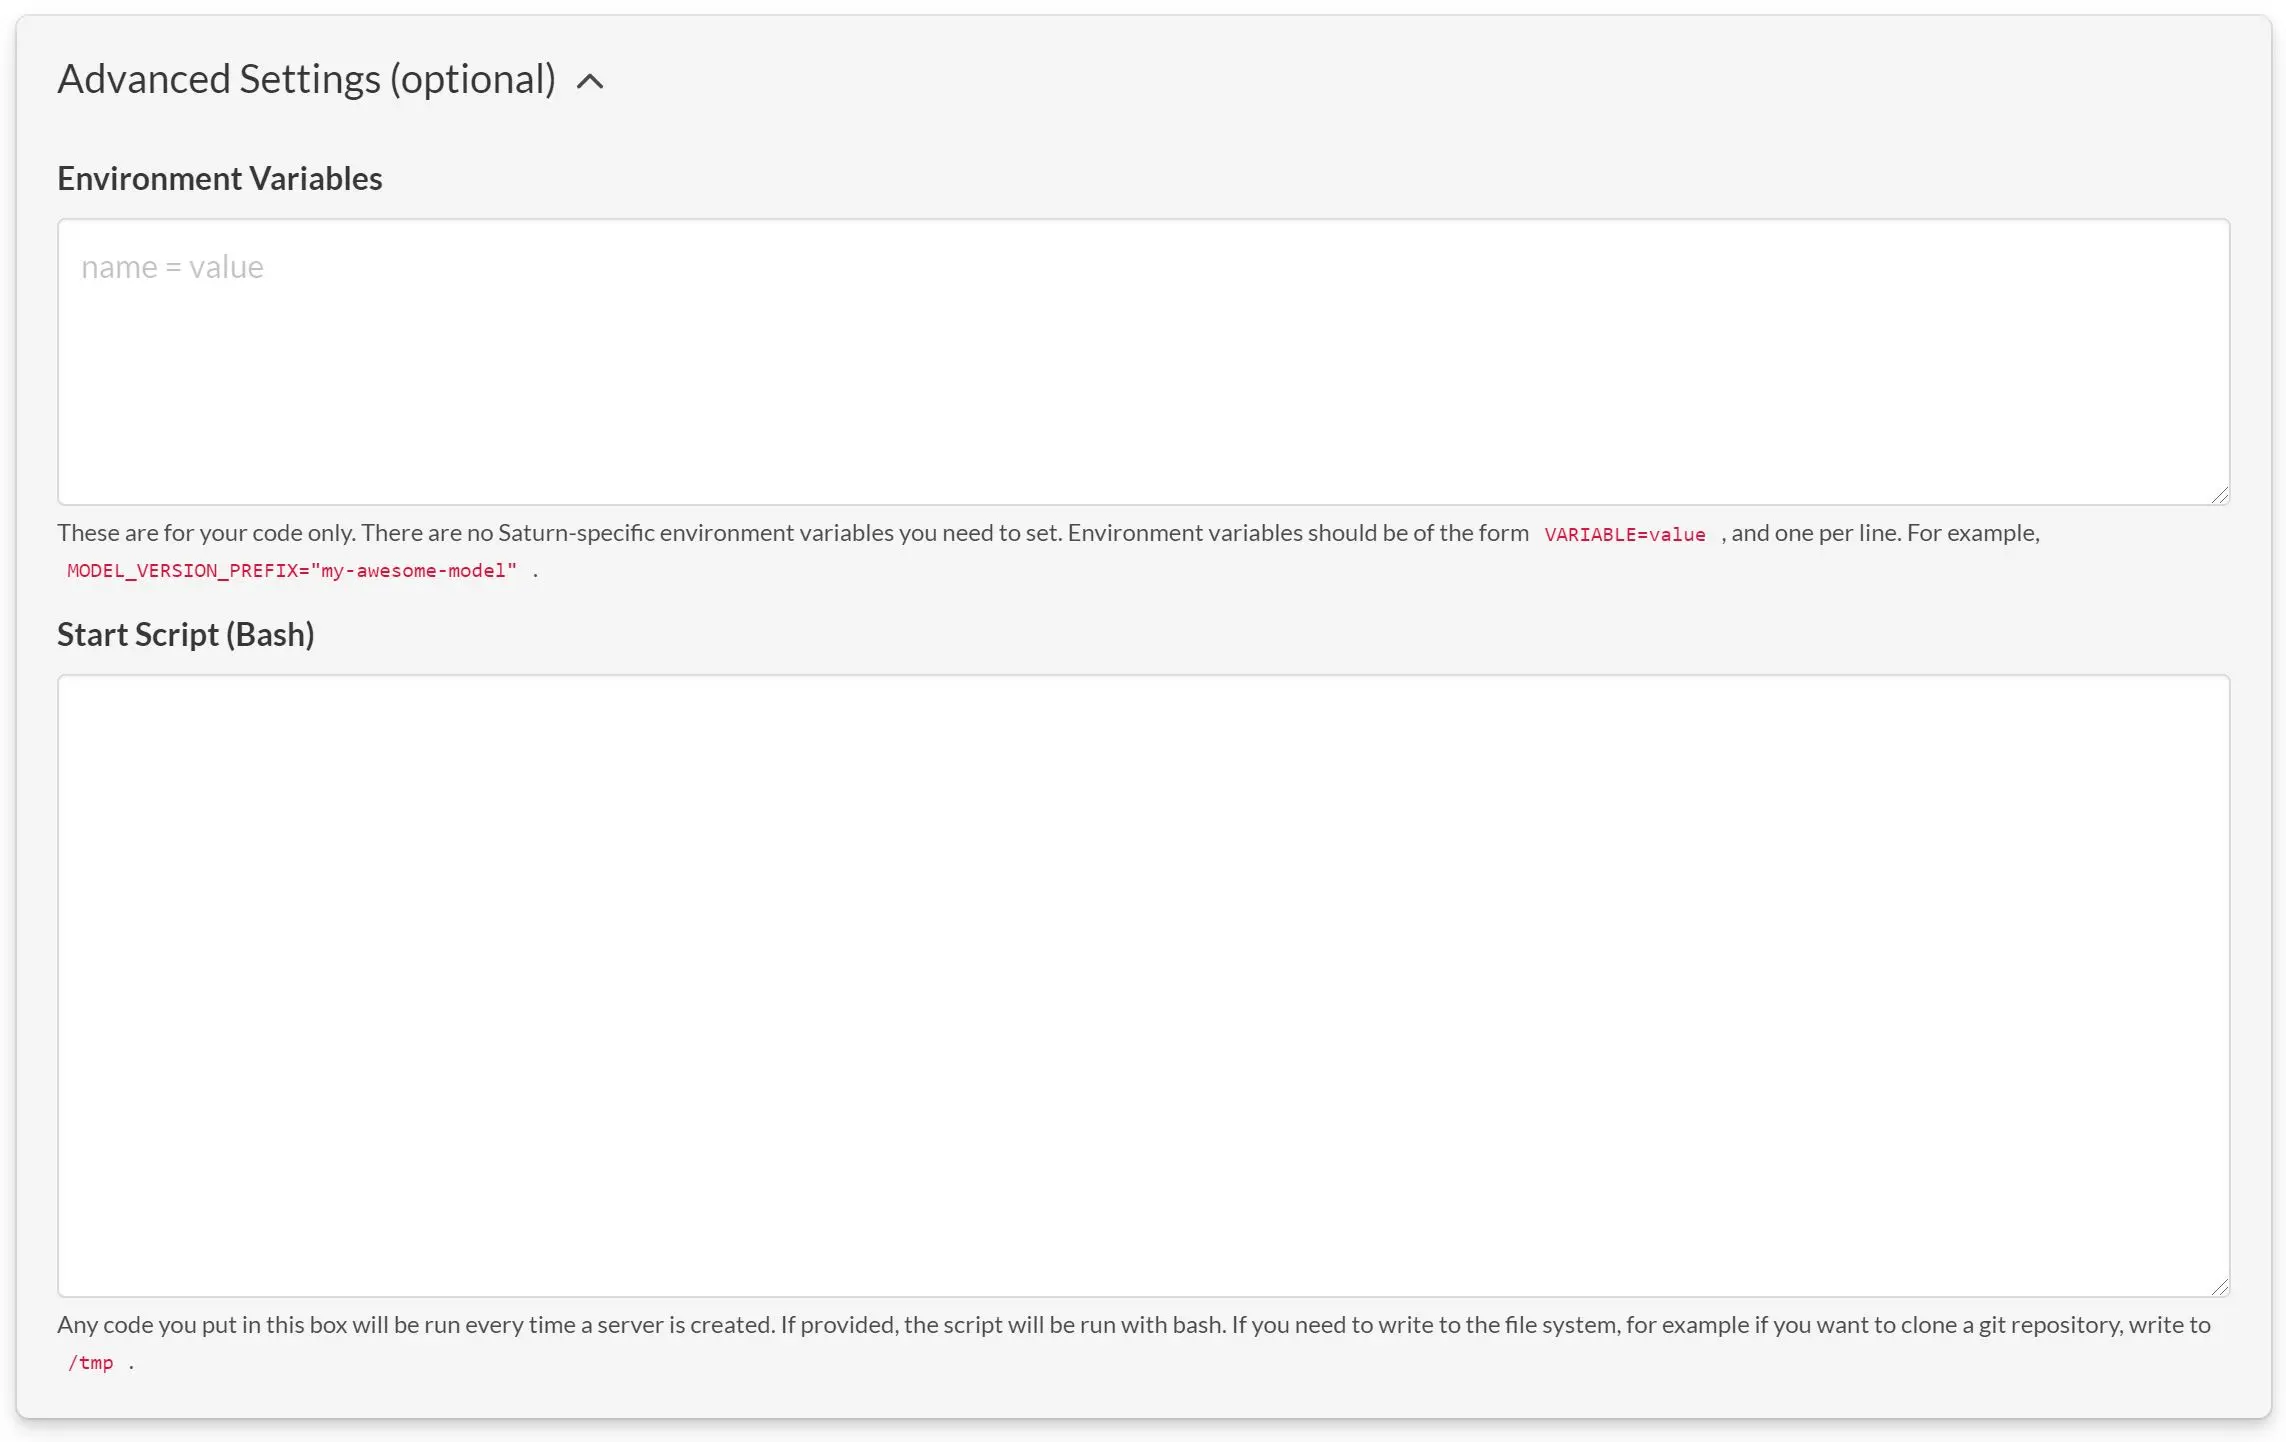 Advanced Settings (optional)
Environment Variables
name = value
These are for your code only. There are no Saturn-specific environment variables you need to set. Environment variables should be of the form VARIABLE=value , and one per line. For example,
MODEL_VERSION_PREFIX="my-awesome-model" .
Start Script (Bash)
Any code you put in this box will be run every time a server is created. If provided, the script will be run with bash. If you need to write to the file system, for example if you want to clone a git repository, write to
/tmp .